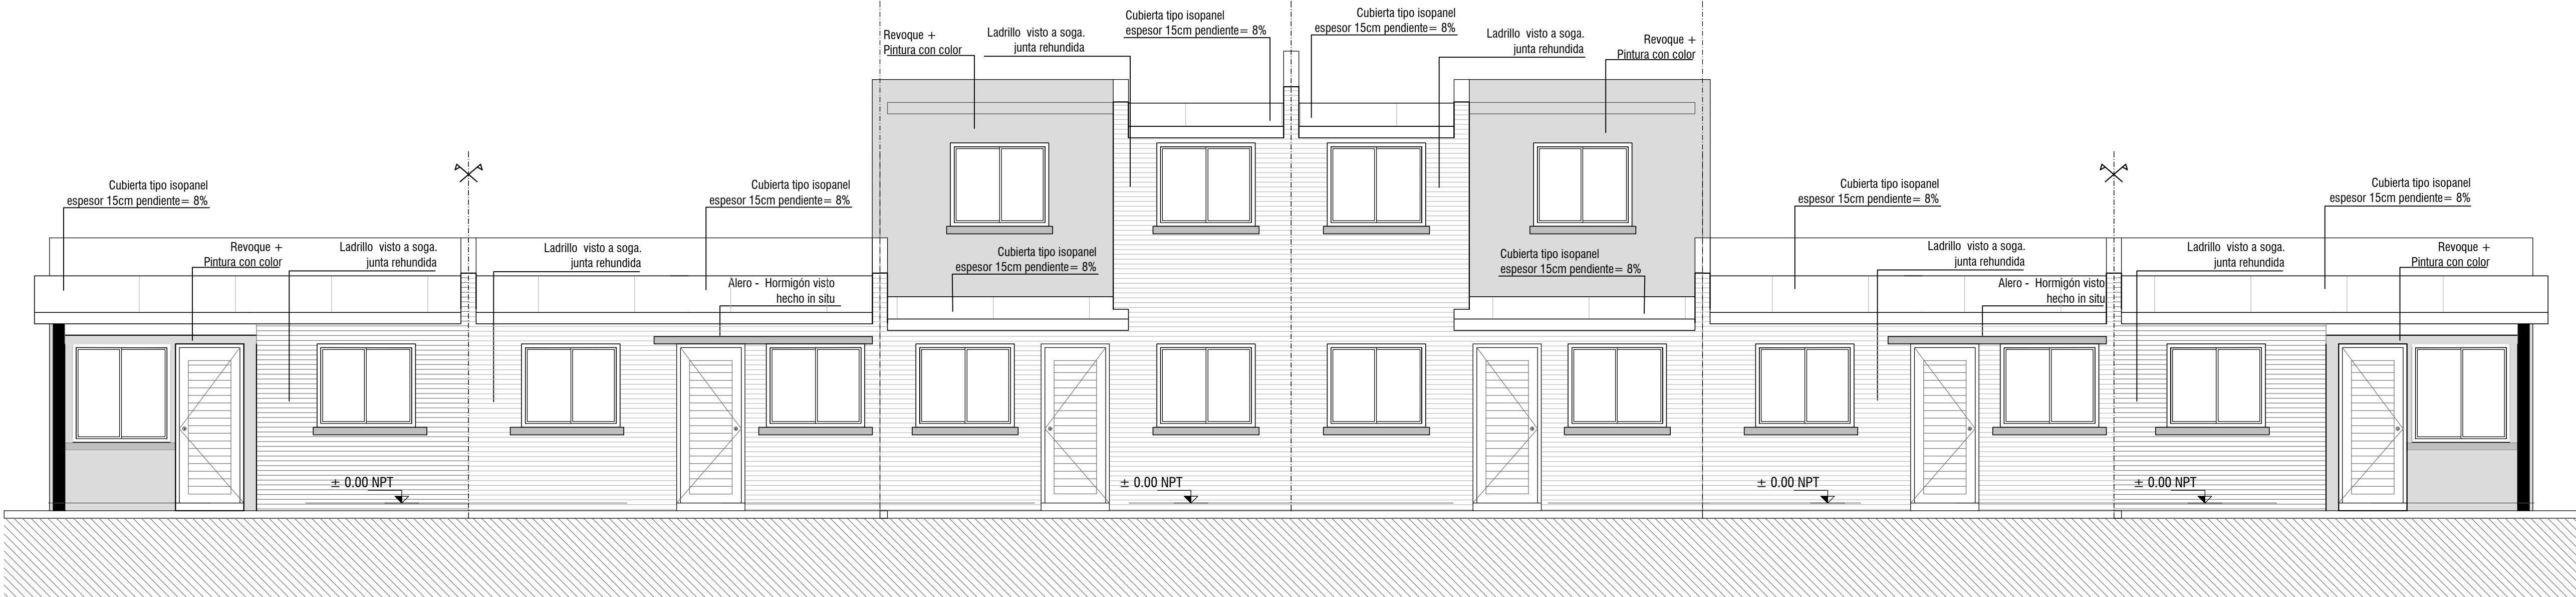 Revoque +
Pintura con color
Ladrillo visto a soga.
junta rehundida
Cubierta tipo isopanel
espesor 15cm pendiente= 8%
Cubierta tipo isopanel
espesor 15cm pendiente= 8%
Ladrillo visto a soga.
junta rehundida
Revoque +
Pintura con color
Cubierta tipo isopanel
espesor 15cm pendiente= 8%
Cubierta tipo isopanel
espesor 15cm pendiente= 8%
Cubierta tipo isopanel
espesor 15cm pendiente= 8%
Cubierta tipo isopanel
espesor 15cm pendiente= 8%
Revoque +
Pintura con color
Ladrillo visto a soga.
junta rehundida
Ladrillo visto a soga.
junta rehundida
Cubierta tipo isopanel
espesor 15cm pendiente= 8%
Cubierta tipo isopanel
espesor 15cm pendiente= 8%
Ladrillo visto a soga.
junta rehundida
Ladrillo visto a soga.
junta rehundida
Revoque +
Pintura con color
Alero - Hormigón visto
hecho in situ
Alero - Hormigón visto
hecho in situ
± 0.00 NPT
± 0.00 NPT
± 0.00 NPT
± 0.00 NPT